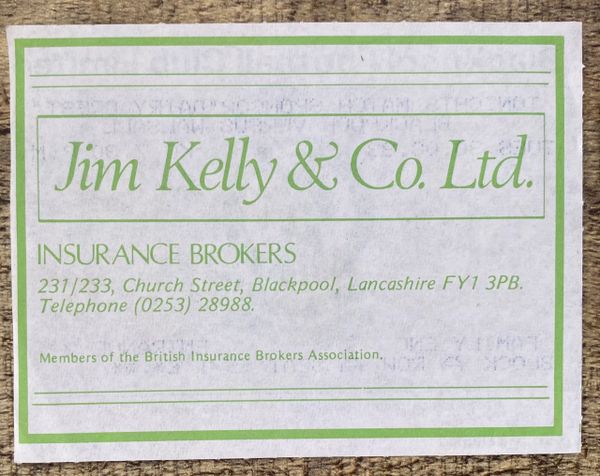 Jim Kelly & Co. Ltd.
INSURANCE BROKERS
231/233, Church Street, Blackpool, Lancashire FY1 3PB.
Telephone (0253) 28988.
Members of the British Insurance Brokers Association.